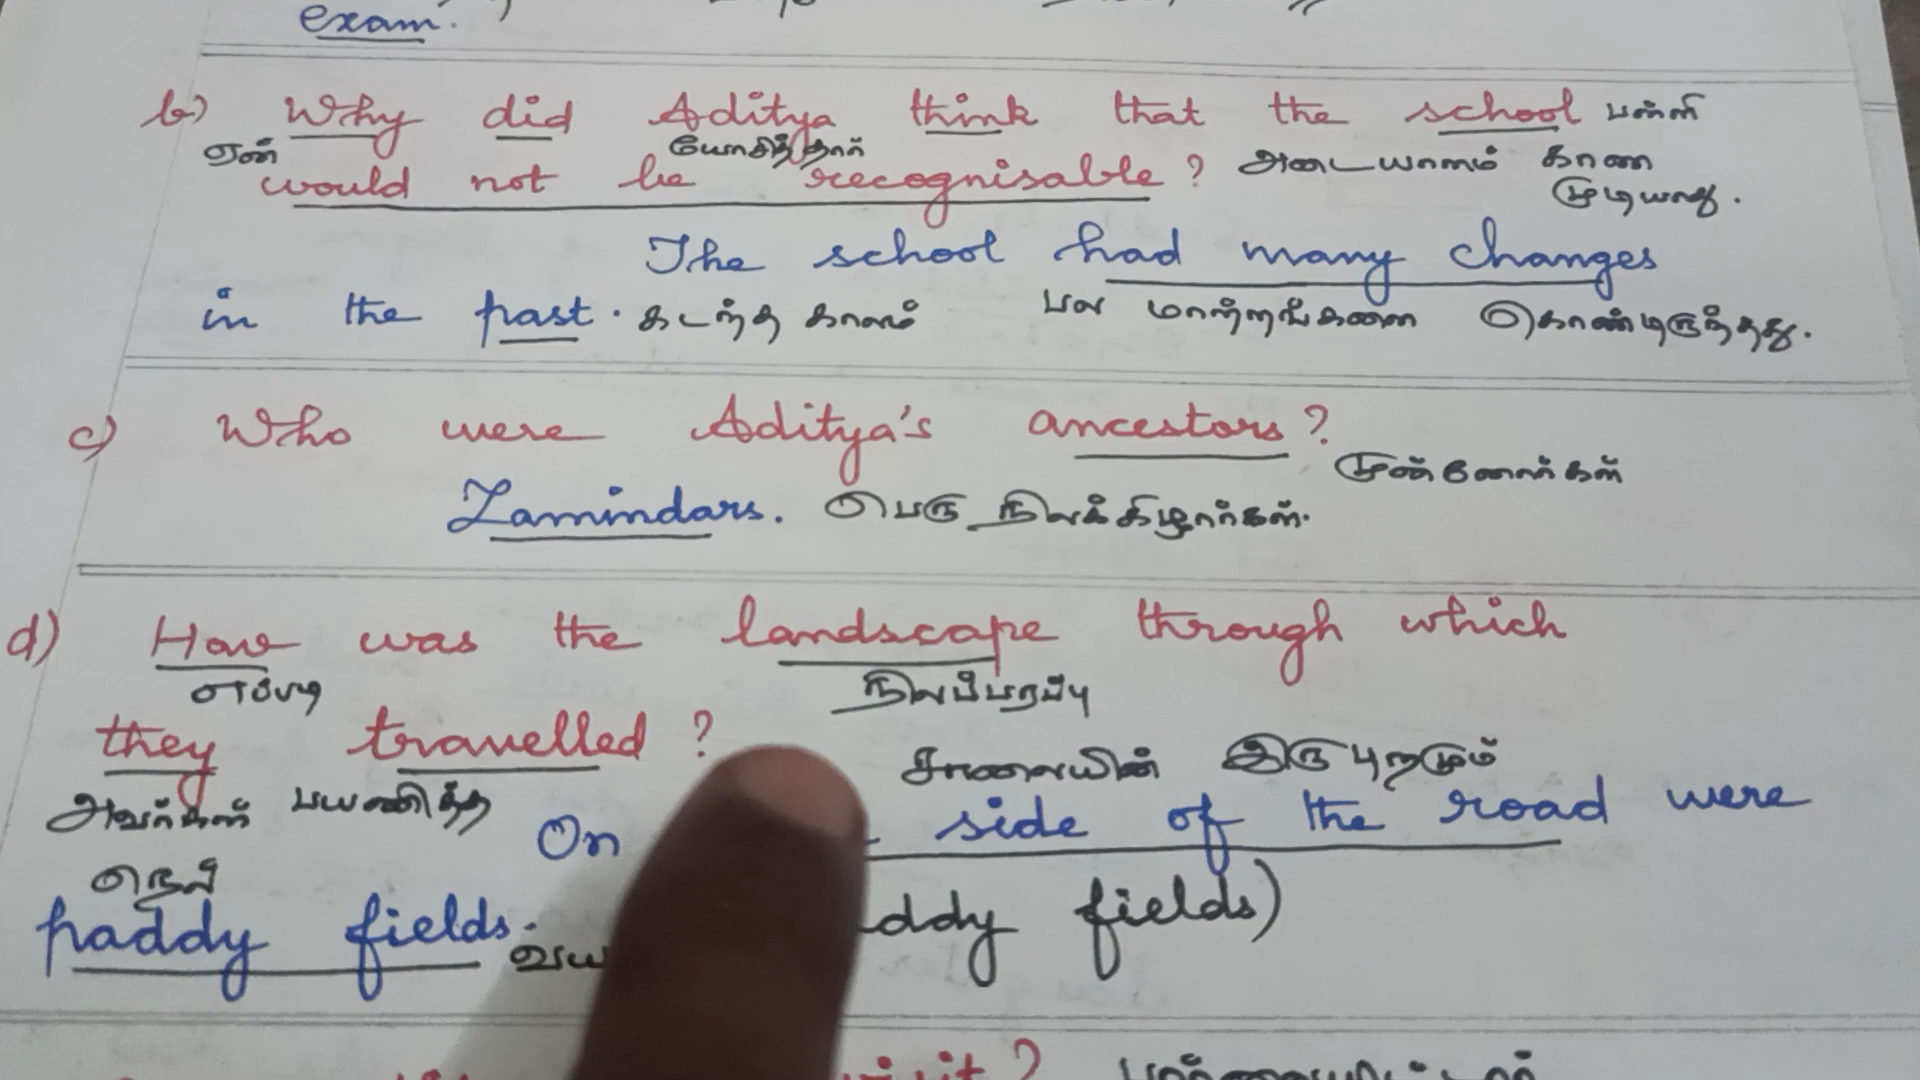 exam.
b) Why did Aditya think that the school பள்ளி
ஏன் யோசித்தார்
would not be recognisable? அடையாளம் காண
முடியாது.
The school had many changes
in the past. கடந்த காலம் பல மாற்றங்களை கொண்டிருந்தது.
c) Who were Aditya's ancestors?
முன்னோர்கள்
Zamindars. பெரு நிலக்கிழார்கள்.
d) How was the landscape through which
எப்படி நிலப்பரப்பு
they travelled?
சாலையின் இருபுறமும்
அவர்கள் பயணித்த
On side of the road were
நெல்
paddy fields. ddy fields)
வய